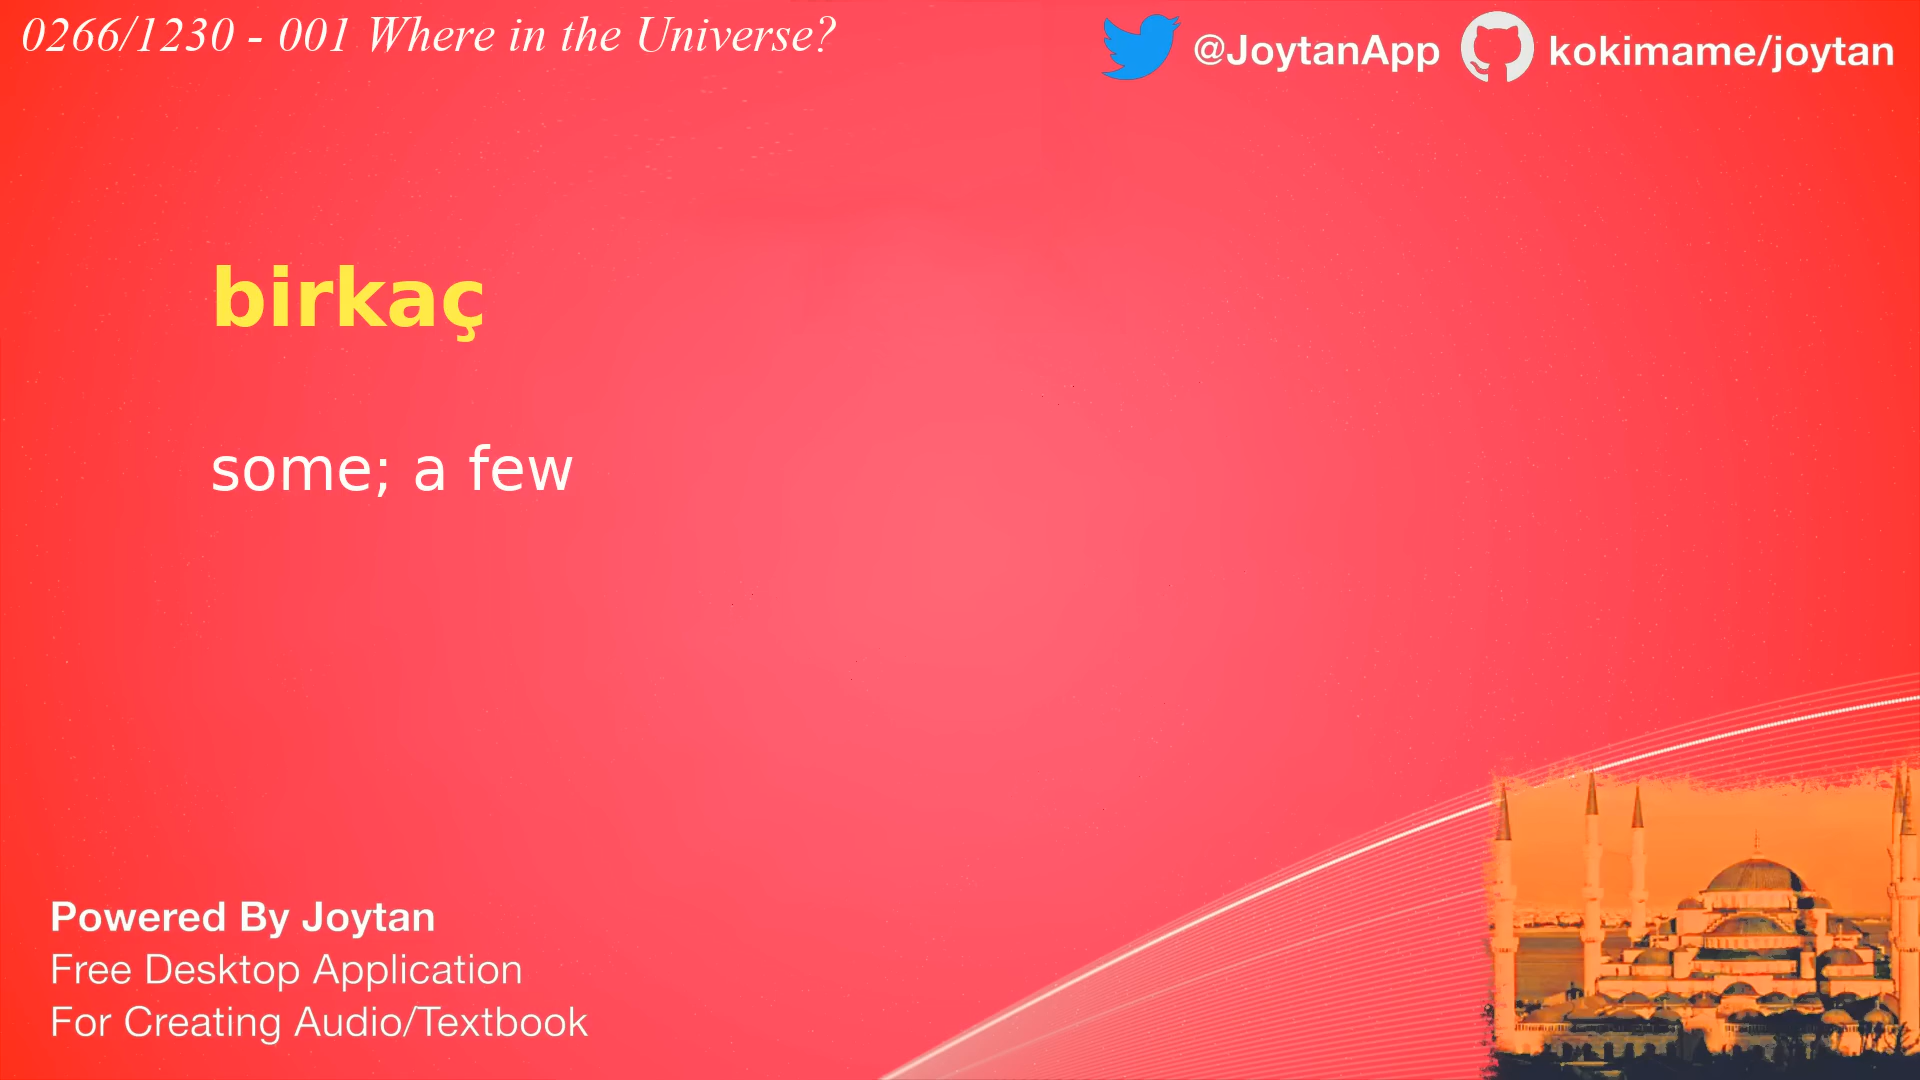 0266/1230 - 001 Where in the Universe?
@JoytanApp
kokimame/joytan
birkaç
some; a few
Powered By Joytan
Free Desktop Application
For Creating Audio/Textbook